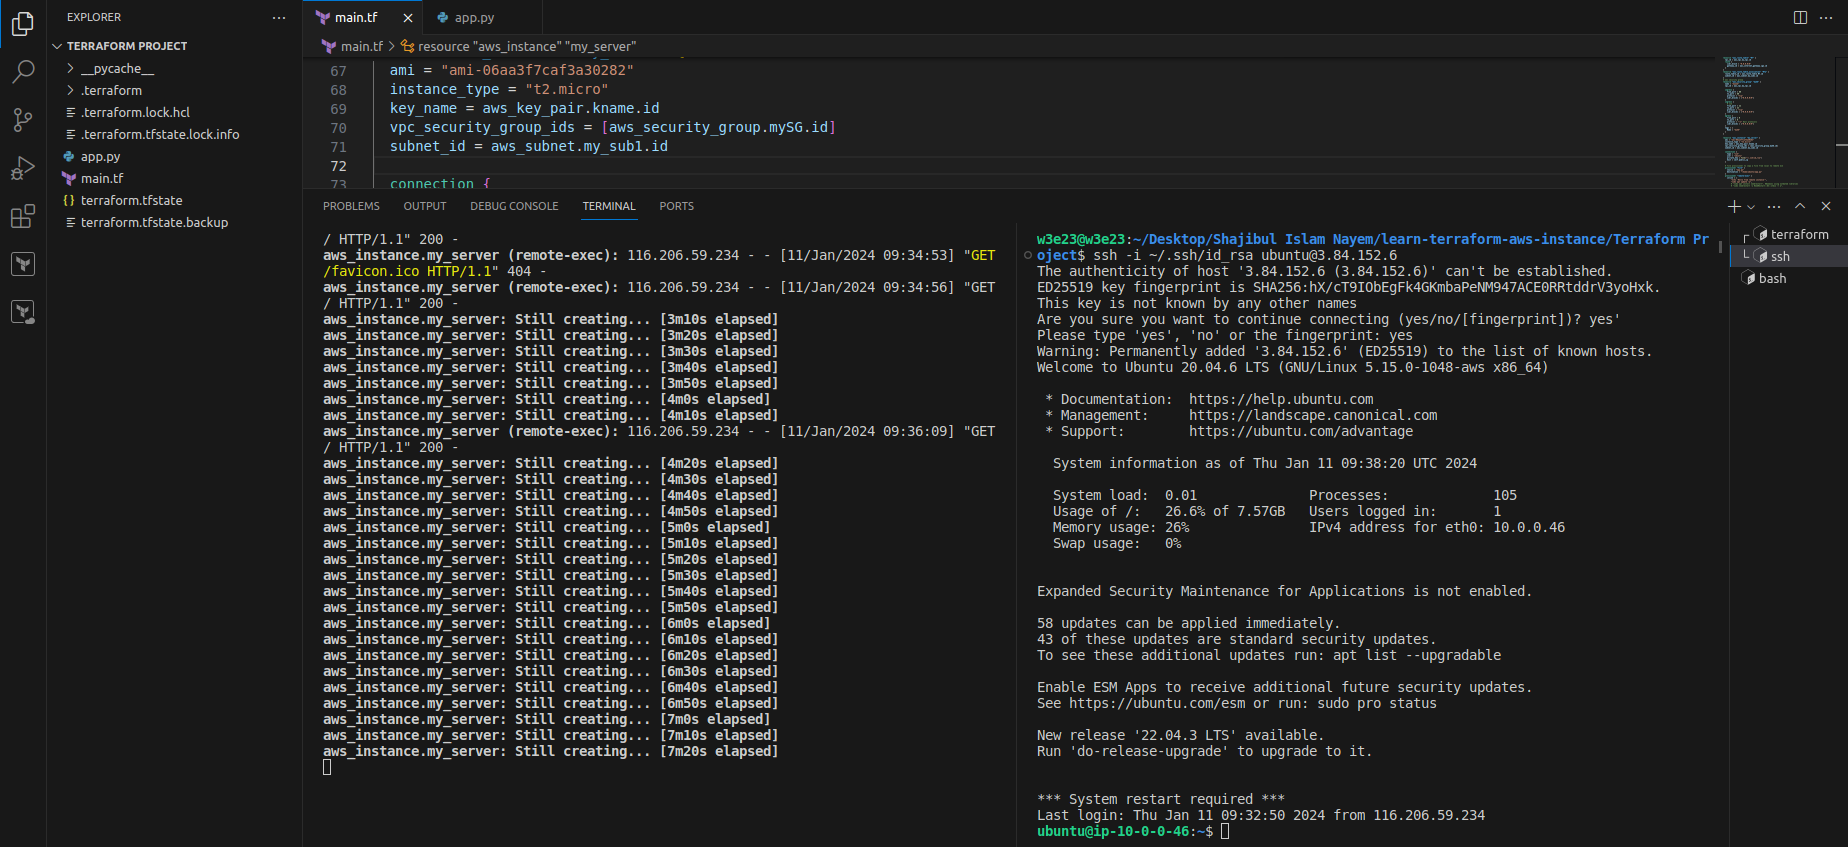 EXPLORER
TERRAFORM PROJECT
__pycache__
.terraform
.terraform.lock.hcl
.terraform.tfstate.lock.info
app.py
main.tf
terraform.tfstate
terraform.tfstate.backup
main.tf
app.py
main.tf > resource "aws_instance" "my_server"
67 ami = "ami-06aa3f7caf3a30282"
68 instance_type = "t2.micro"
69 key_name = aws_key_pair.kname.id
70 vpc_security_group_ids = [aws_security_group.mySG.id]
71 subnet_id = aws_subnet.my_sub1.id
72
73 connection {
PROBLEMS OUTPUT DEBUG CONSOLE TERMINAL PORTS
/ HTTP/1.1" 200 -
aws_instance.my_server (remote-exec): 116.206.59.234 - - [11/Jan/2024 09:34:53] "GET
/favicon.ico HTTP/1.1" 404 -
aws_instance.my_server (remote-exec): 116.206.59.234 - - [11/Jan/2024 09:34:56] "GET
/ HTTP/1.1" 200 -
aws_instance.my_server: Still creating... [3m10s elapsed]
aws_instance.my_server: Still creating... [3m20s elapsed]
aws_instance.my_server: Still creating... [3m30s elapsed]
aws_instance.my_server: Still creating... [3m40s elapsed]
aws_instance.my_server: Still creating... [3m50s elapsed]
aws_instance.my_server: Still creating... [4m0s elapsed]
aws_instance.my_server: Still creating... [4m10s elapsed]
aws_instance.my_server (remote-exec): 116.206.59.234 - - [11/Jan/2024 09:36:09] "GET
/ HTTP/1.1" 200 -
aws_instance.my_server: Still creating... [4m20s elapsed]
aws_instance.my_server: Still creating... [4m30s elapsed]
aws_instance.my_server: Still creating... [4m40s elapsed]
aws_instance.my_server: Still creating... [4m50s elapsed]
aws_instance.my_server: Still creating... [5m0s elapsed]
aws_instance.my_server: Still creating... [5m10s elapsed]
aws_instance.my_server: Still creating... [5m20s elapsed]
aws_instance.my_server: Still creating... [5m30s elapsed]
aws_instance.my_server: Still creating... [5m40s elapsed]
aws_instance.my_server: Still creating... [5m50s elapsed]
aws_instance.my_server: Still creating... [6m0s elapsed]
aws_instance.my_server: Still creating... [6m10s elapsed]
aws_instance.my_server: Still creating... [6m20s elapsed]
aws_instance.my_server: Still creating... [6m30s elapsed]
aws_instance.my_server: Still creating... [6m40s elapsed]
aws_instance.my_server: Still creating... [6m50s elapsed]
aws_instance.my_server: Still creating... [7m0s elapsed]
aws_instance.my_server: Still creating... [7m10s elapsed]
aws_instance.my_server: Still creating... [7m20s elapsed]
w3e23@w3e23:~/Desktop/Shajibul Islam Nayem/learn-terraform-aws-instance/Terraform Pr
oject$ ssh -i ~/.ssh/id_rsa ubuntu@3.84.152.6
The authenticity of host '3.84.152.6 (3.84.152.6)' can't be established.
ED25519 key fingerprint is SHA256:hX/cT9IObEgFk4GKmbaPeNM947ACE0RRtddrV3yoHxk.
This key is not known by any other names
Are you sure you want to continue connecting (yes/no/[fingerprint])? yes'
Please type 'yes', 'no' or the fingerprint: yes
Warning: Permanently added '3.84.152.6' (ED25519) to the list of known hosts.
Welcome to Ubuntu 20.04.6 LTS (GNU/Linux 5.15.0-1048-aws x86_64)
* Documentation: https://help.ubuntu.com
* Management: https://landscape.canonical.com
* Support: https://ubuntu.com/advantage
System information as of Thu Jan 11 09:38:20 UTC 2024
System load: 0.01 Processes: 105
Usage of /: 26.6% of 7.57GB Users logged in: 1
Memory usage: 26% IPv4 address for eth0: 10.0.0.46
Swap usage: 0%
Expanded Security Maintenance for Applications is not enabled.
58 updates can be applied immediately.
43 of these updates are standard security updates.
To see these additional updates run: apt list --upgradable
Enable ESM Apps to receive additional future security updates.
See https://ubuntu.com/esm or run: sudo pro status
New release '22.04.3 LTS' available.
Run 'do-release-upgrade' to upgrade to it.
*** System restart required ***
Last login: Thu Jan 11 09:32:50 2024 from 116.206.59.234
ubuntu@ip-10-0-0-46:~$
terraform
ssh
bash